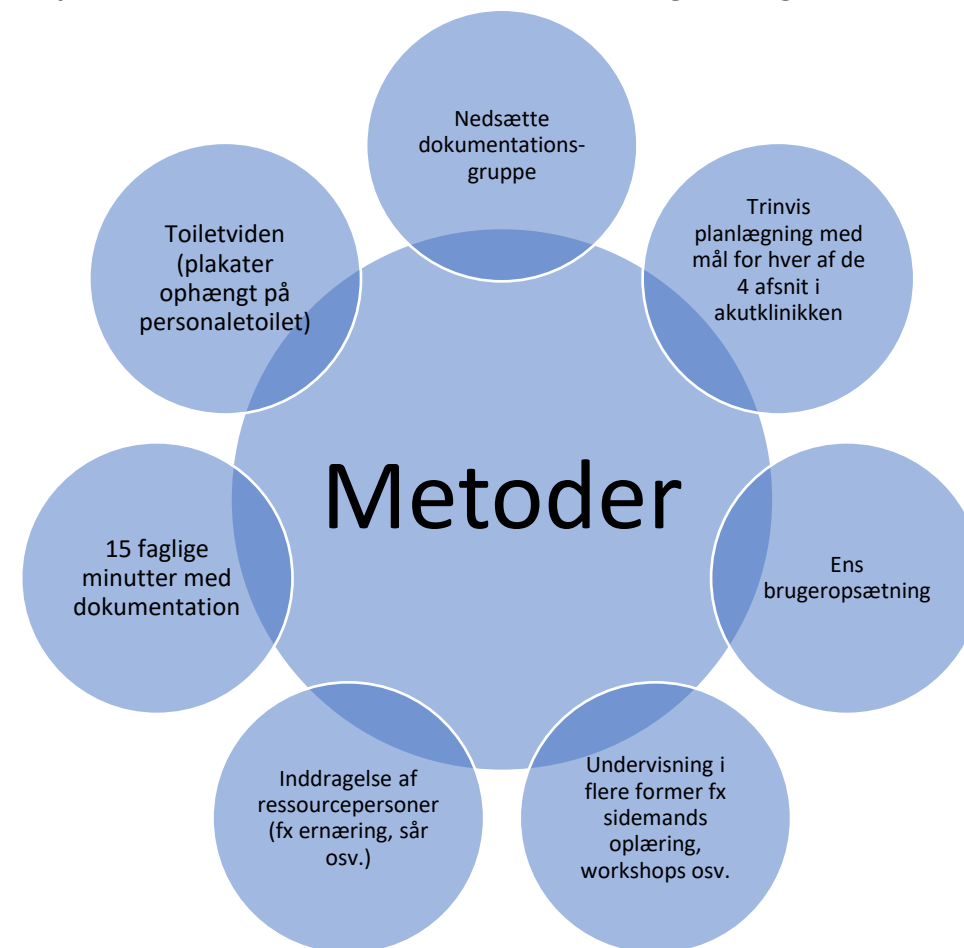 Nedsætte
dokumentations-
gruppe
Trinvis
planlægning med
mål for hver af de
4 afsnit i
akutklinikken
Ens
brugeropsætning
Undervisning i
flere former fx
sidemands
oplæring,
workshops osv.
Inddragelse af
ressourcepersoner
(fx ernæring, sår
osv.)
15 faglige
minutter med
dokumentation
Toiletviden
(plakater
ophængt på
personaletoilet)
Metoder